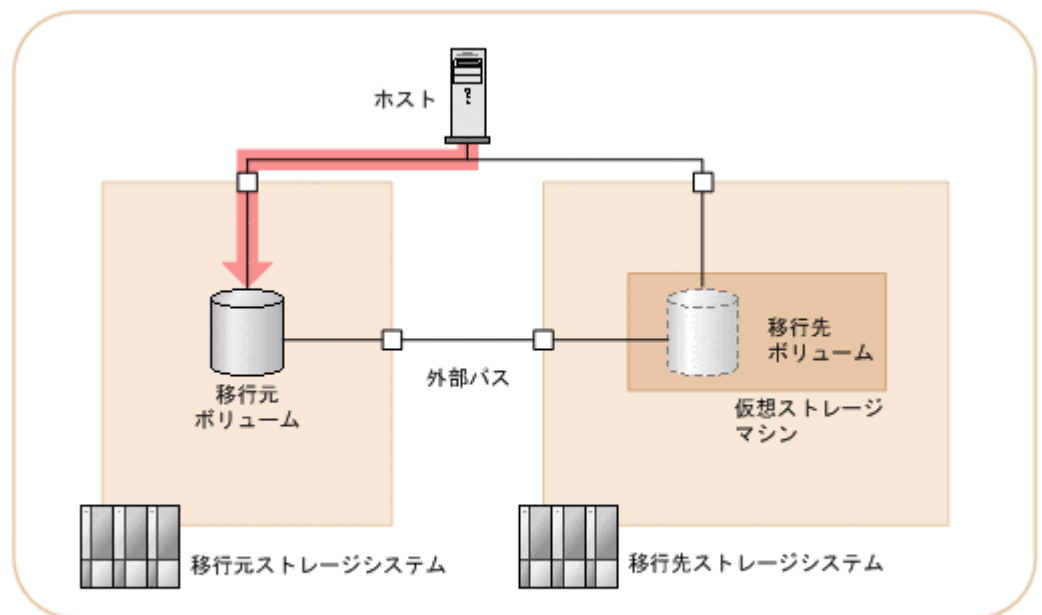 ホスト
移行元
ボリューム
外部パス
移行先
ボリューム
仮想ストレージ
マシン
移行元ストレージシステム
移行先ストレージシステム